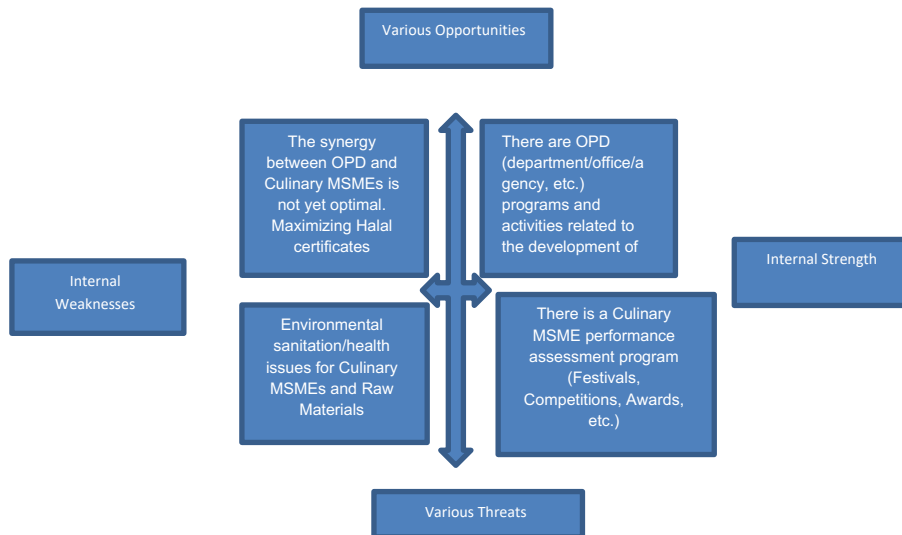 Various Opportunities
The synergy
between OPD and
Culinary MSMEs is
not yet optimal.
Maximizing Halal
certificates
There are OPD
(department/office/a
gency, etc.)
programs and
activities related to
the development of
Internal
Weaknesses
Internal Strength
Environmental
sanitation/health
issues for Culinary
MSMEs and Raw
Materials
There is a Culinary
MSME performance
assessment program
(Festivals,
Competitions, Awards,
etc.)
Various Threats